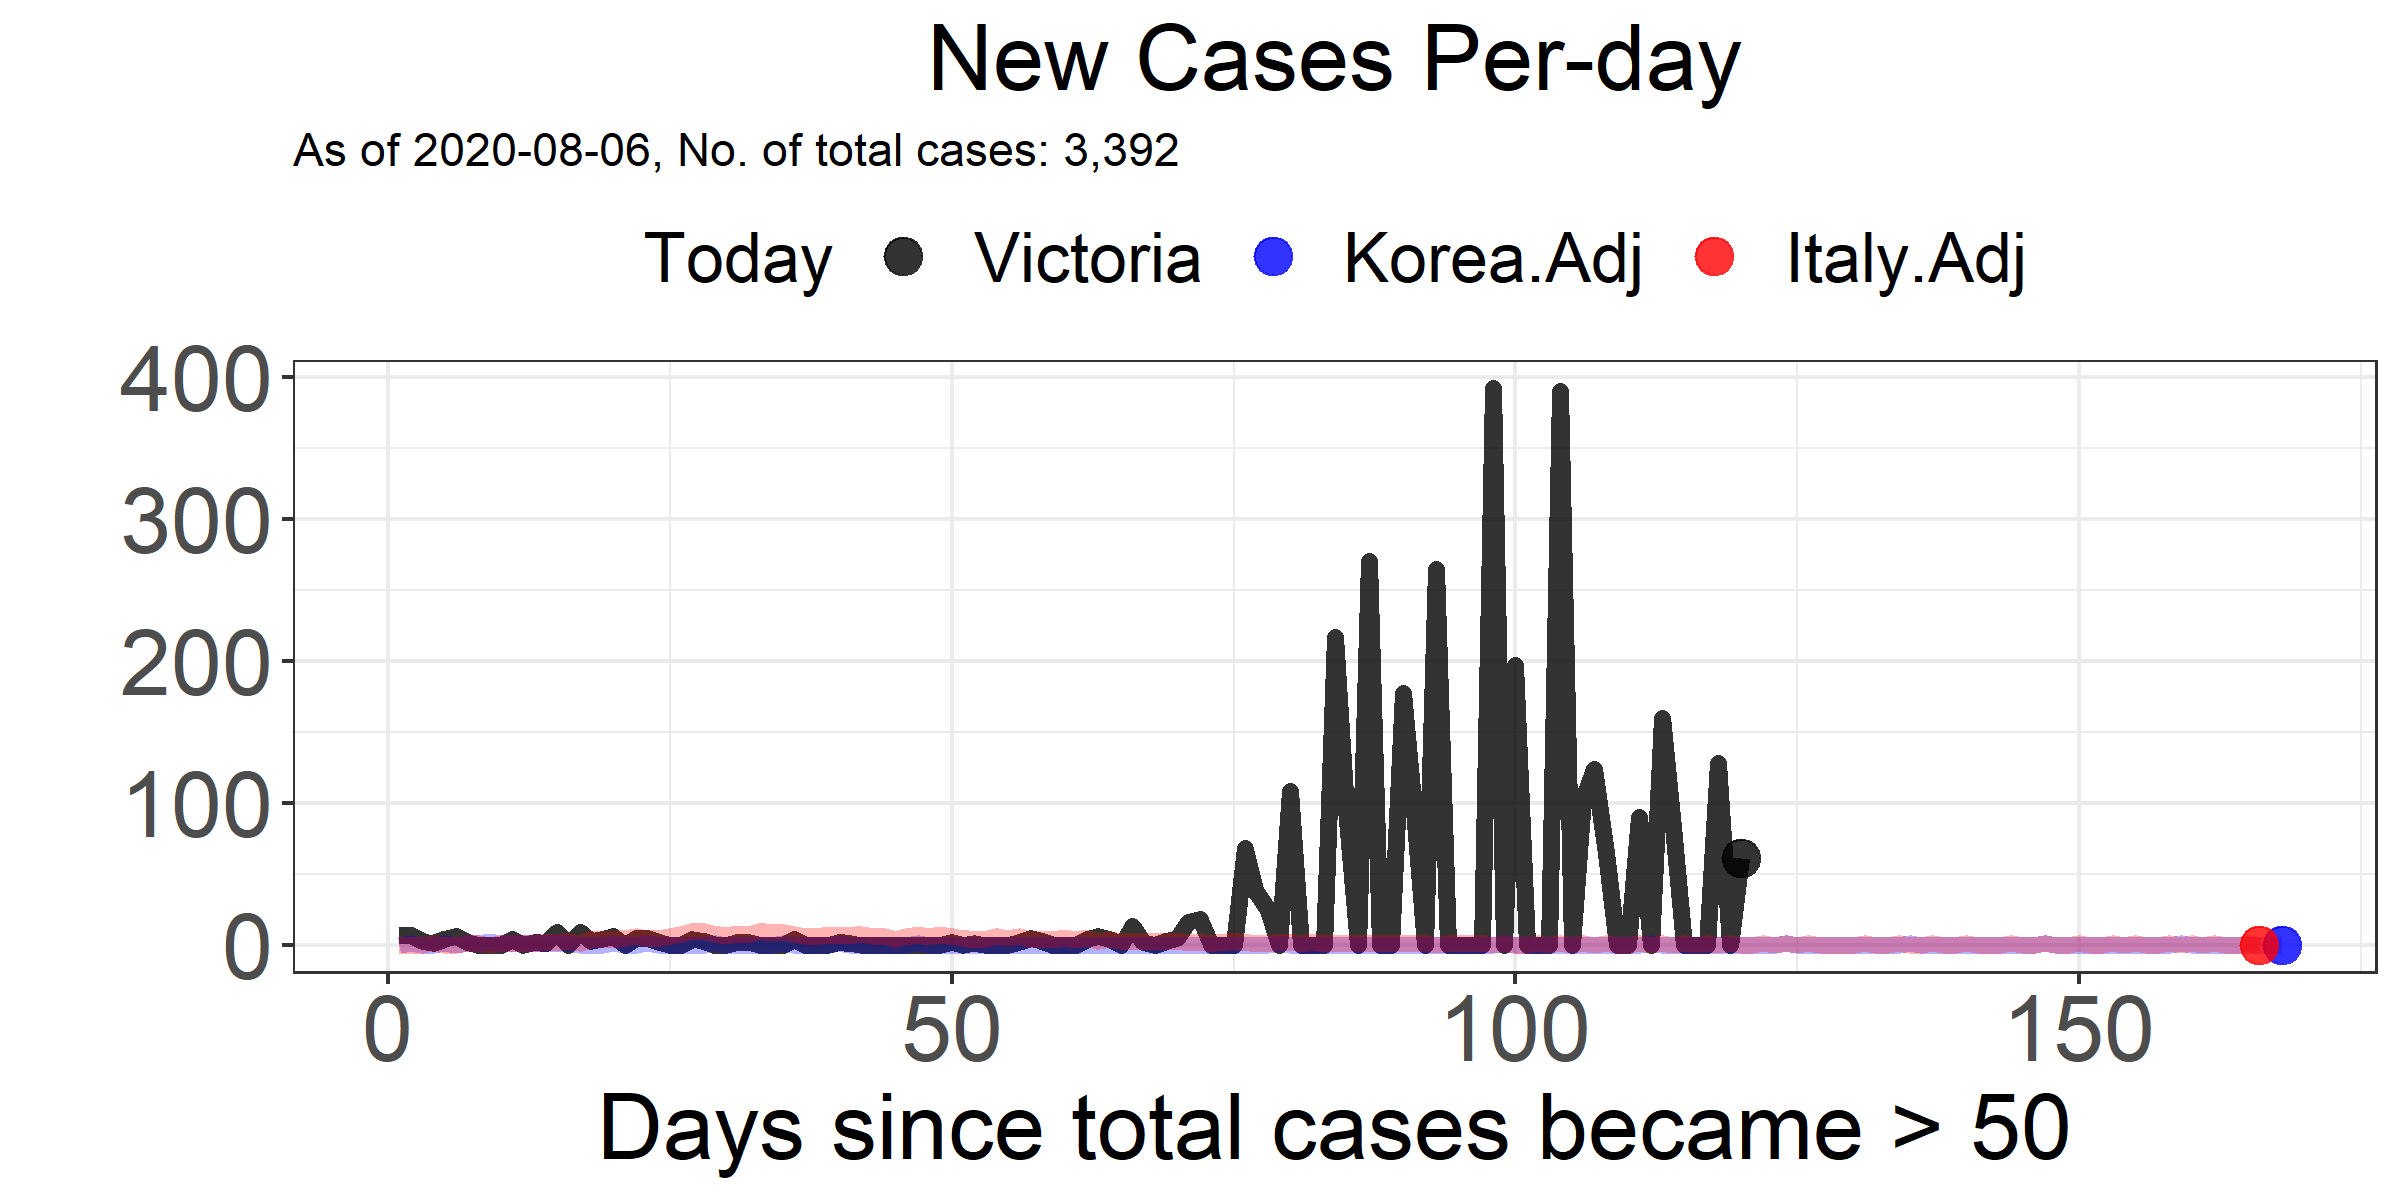 New Cases Per-day
As of 2020-08-06, No. of total cases: 3,392
Today Victoria Korea.Adj Italy.Adj
400
300
200
100
0
0 50 100 150
Days since total cases became > 50